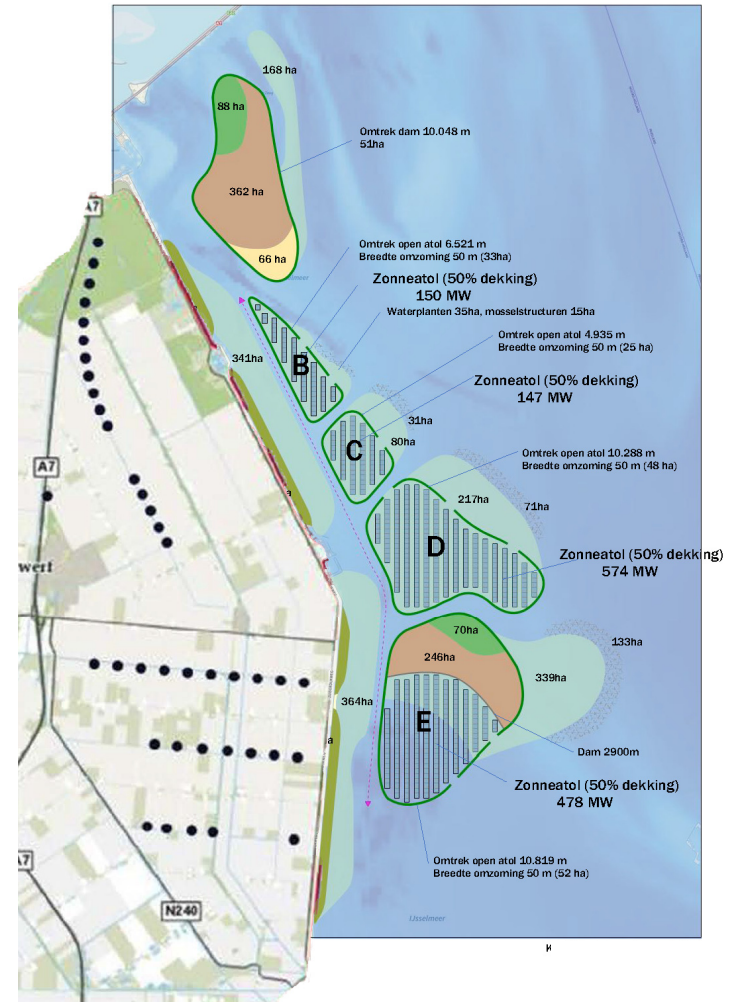 168 ha
88 ha
Omtrek dam 10.048 m
51ha
362 ha
A7
66 ha
Omtrek open atol 6.521 m
Breedte omzoming 50 m (33ha)
Zonneatol (50% dekking)
150 MW
Waterplanten 35ha, mosselstructuren 15ha
Omtrek open atol 4.935 m
Breedte omzoming 50 m (25 ha)
341ha
B
Zonneatol (50% dekking)
147 MW
31ha
80ha
C
Omtrek open atol 10.288 m
Breedte omzoming 50 m (48 ha)
A7
217ha
71ha
D
Zonneatol (50% dekking)
574 MW
werf
70ha
133ha
246ha
339ha
364ha
E
a
Dam 2900m
Zonneatol (50% dekking)
478 MW
A7
Omtrek open atol 10.819 m
Breedte omzoming 50 m (52 ha)
N240
IJsselmeer